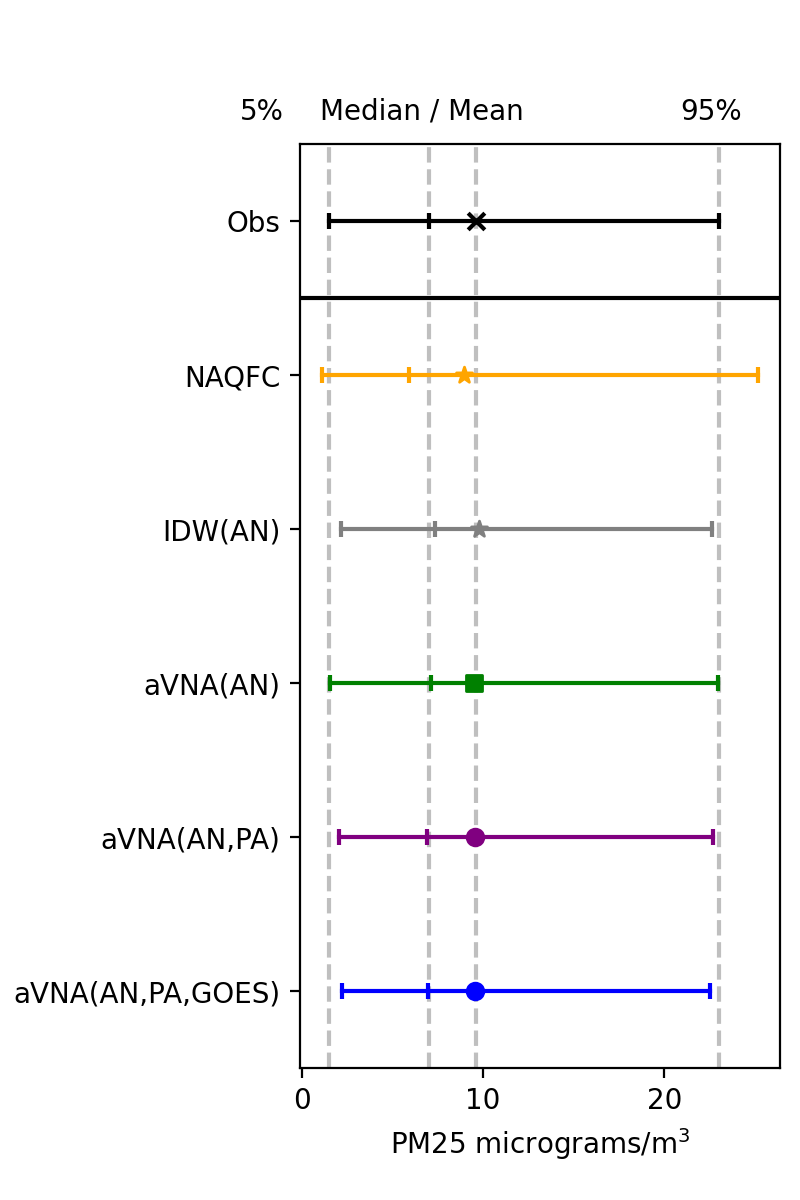 5% Median / Mean 95%
Obs
NAQFC
IDW(AN)
aVNA(AN)
aVNA(AN,PA)
aVNA(AN,PA,GOES)
0 10 20
PM25 micrograms/m³